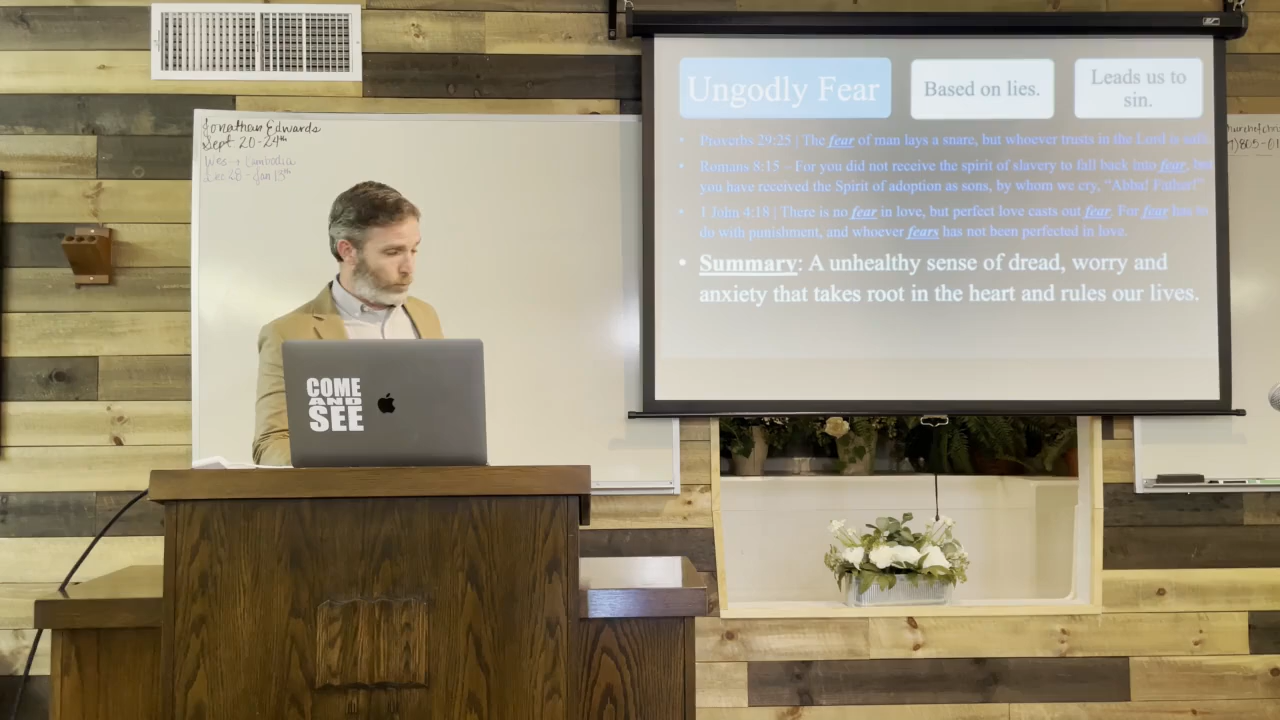 Jonathan Edwards
Sept 20-24th
Wes → Cambodia
Dec 28 - Jan 13th
COME
AND
SEE
Ungodly Fear
Based on lies.
Leads us to
sin.
• Proverbs 29:25 | The fear of man lays a snare, but whoever trusts in the Lord is safe.
• Romans 8:15 – For you did not receive the spirit of slavery to fall back into fear, but
you have received the Spirit of adoption as sons, by whom we cry, “Abba! Father!”
• 1 John 4:18 | There is no fear in love, but perfect love casts out fear. For fear has to
do with punishment, and whoever fears has not been perfected in love.
• Summary: A unhealthy sense of dread, worry and
anxiety that takes root in the heart and rules our lives.